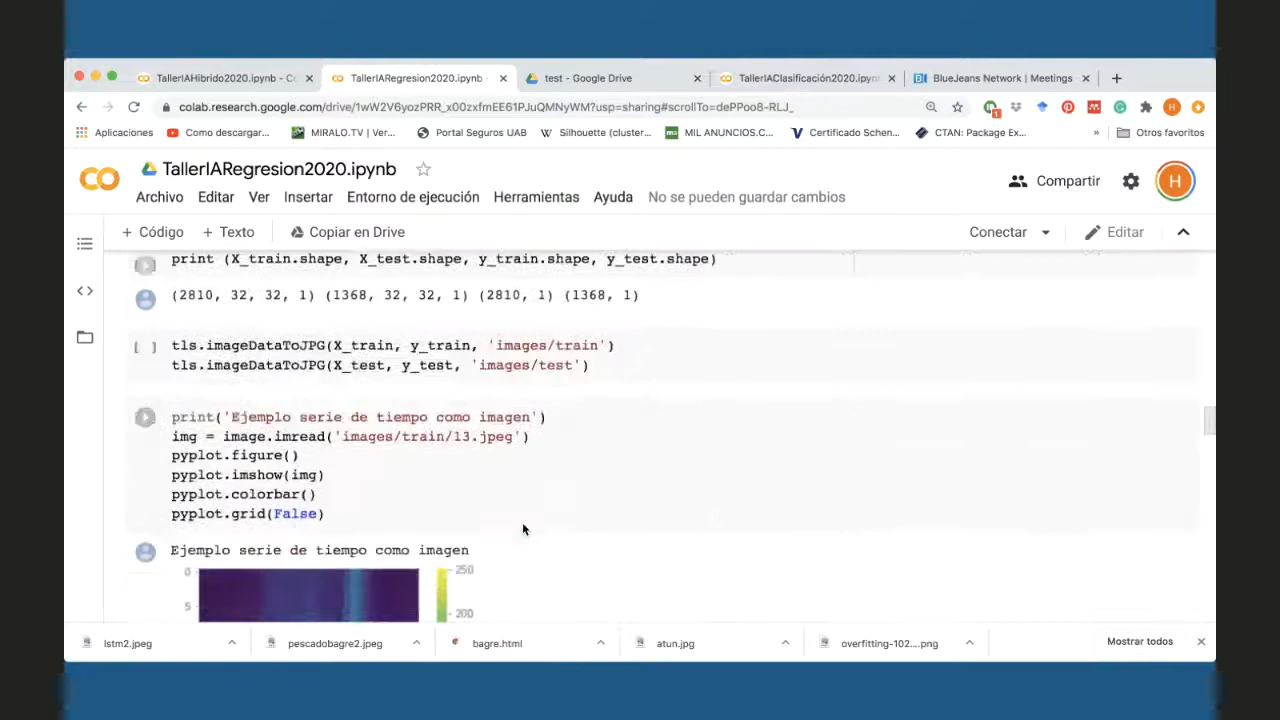 TallerIAHibrido2020.ipynb - Co
TallerIARegresion2020.ipynb -
test - Google Drive
TallerIAClasificación2020.ipynb
BlueJeans Network | Meetings
colab.research.google.com/drive/1wW2V6yozPRR_x00zxfmEE61PJuQMNyWM?usp=sharing#scrollTo=dePPoo8-RLJ_
1
H
Aplicaciones
Como descargar...
MIRALO.TV | Ver...
Portal Seguros UAB
Silhouette (cluster...
MIL ANUNCIOS.C...
Certificado Schen...
CTAN: Package Ex...
»
Otros favoritos
TallerIARegresion2020.ipynb
Compartir
H
Archivo Editar Ver Insertar Entorno de ejecución Herramientas Ayuda No se pueden guardar cambios
+ Código + Texto Copiar en Drive Conectar Editar
print (X_train.shape, X_test.shape, y_train.shape, y_test.shape)
(2810, 32, 32, 1) (1368, 32, 32, 1) (2810, 1) (1368, 1)
[ ] tls.imageDataToJPG(X_train, y_train, 'images/train')
tls.imageDataToJPG(X_test, y_test, 'images/test')
print('Ejemplo serie de tiempo como imagen')
img = image.imread('images/train/13.jpeg')
pyplot.figure()
pyplot.imshow(img)
pyplot.colorbar()
pyplot.grid(False)
Ejemplo serie de tiempo como imagen
0
250
5
200
lstm2.jpeg
pescadobagre2.jpeg
bagre.html
atun.jpg
overfitting-102....png
Mostrar todos